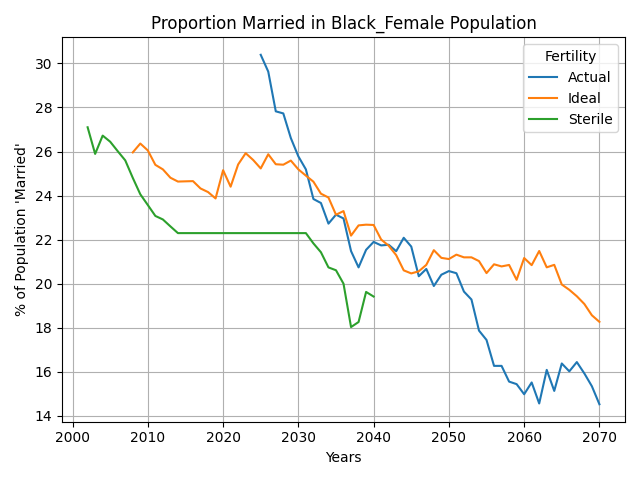 Proportion Married in Black_Female Population
% of Population 'Married'
30
28
26
24
22
20
18
16
14
Fertility
Actual
Ideal
Sterile
2000 2010 2020 2030 2040 2050 2060 2070
Years